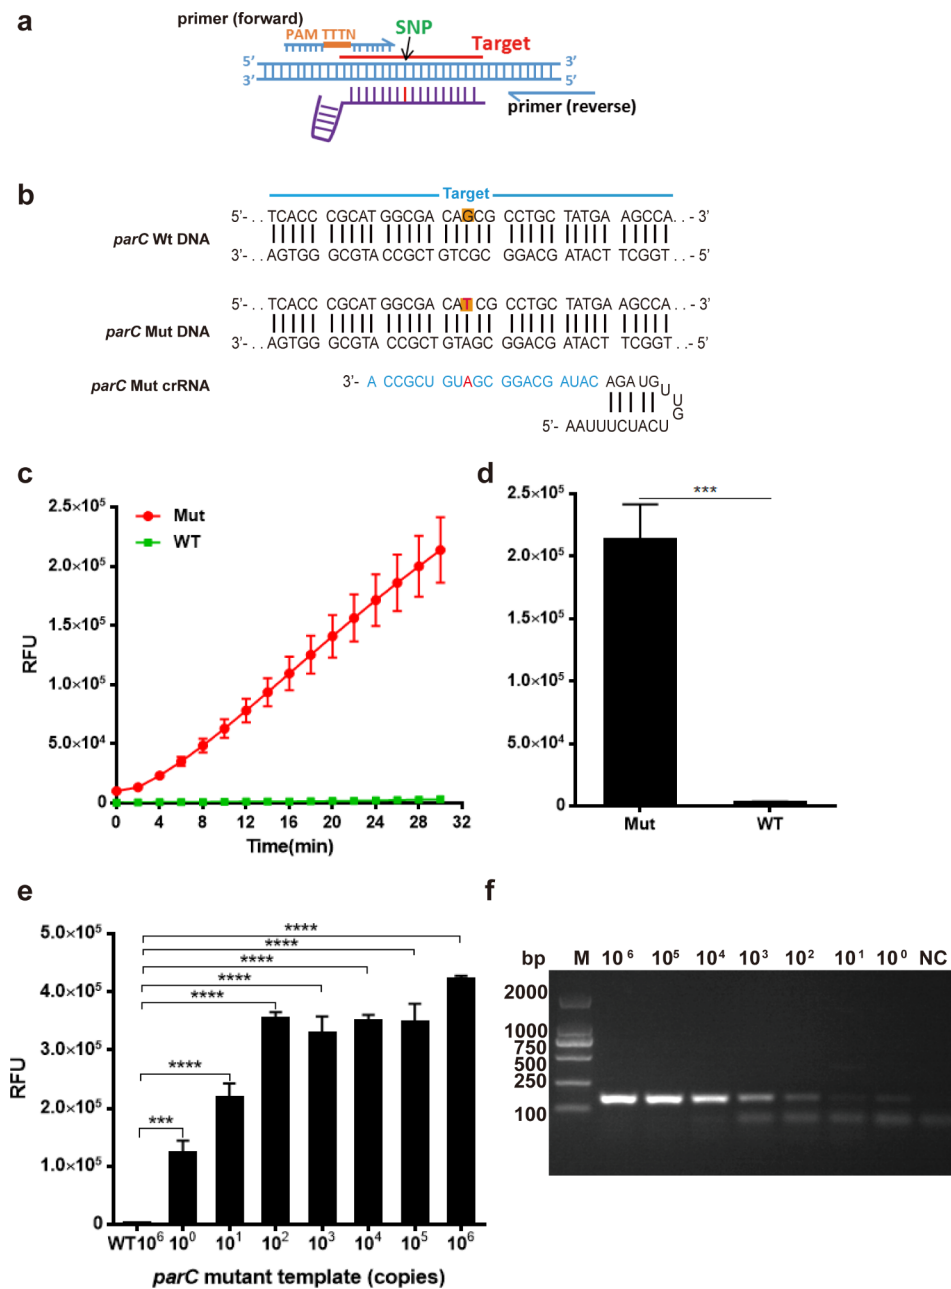 a
primer (forward)
PAM TTTN
SNP
Target
5’ 3’
3’ 5’
primer (reverse)
b
Target
5’- . . TCACC CGCAT GGCGA CAGCG CCTGC TATGA AGCCA. . - 3’
parC Wt DNA
3’- . . AGTGG GCGTA CCGCT GTCGC GGACG ATACT TCGGT . . - 5’
5’- . . TCACC CGCAT GGCGA CAT CG CCTGC TATGA AGCCA. . - 3’
parC Mut DNA
3’- . . AGTGG GCGTA CCGCT GTAGC GGACG ATACT TCGGT . . - 5’
parC Mut crRNA
3’- A CCGCU GUAGC GGACG AUAC AGAUG U U G
5’- AAUUUCUACU
c
2.5×10⁵
2.0×10⁵
1.5×10⁵
1.0×10⁵
5.0×10⁴
0
RFU
Mut
WT
0 4 8 12 16 20 24 28 32
Time(min)
d
2.5×10⁵
2.0×10⁵
1.5×10⁵
1.0×10⁵
5.0×10⁴
0
***
Mut WT
e
5.0×10⁵
4.0×10⁵
3.0×10⁵
2.0×10⁵
1.0×10⁵
0
RFU
****
****
****
****
****
****
***
WT10⁶ 10⁰ 10¹ 10² 10³ 10⁴ 10⁵ 10⁶
parC mutant template (copies)
f
bp M 10⁶ 10⁵ 10⁴ 10³ 10² 10¹ 10⁰ NC
2000
1000
750
500
250
100